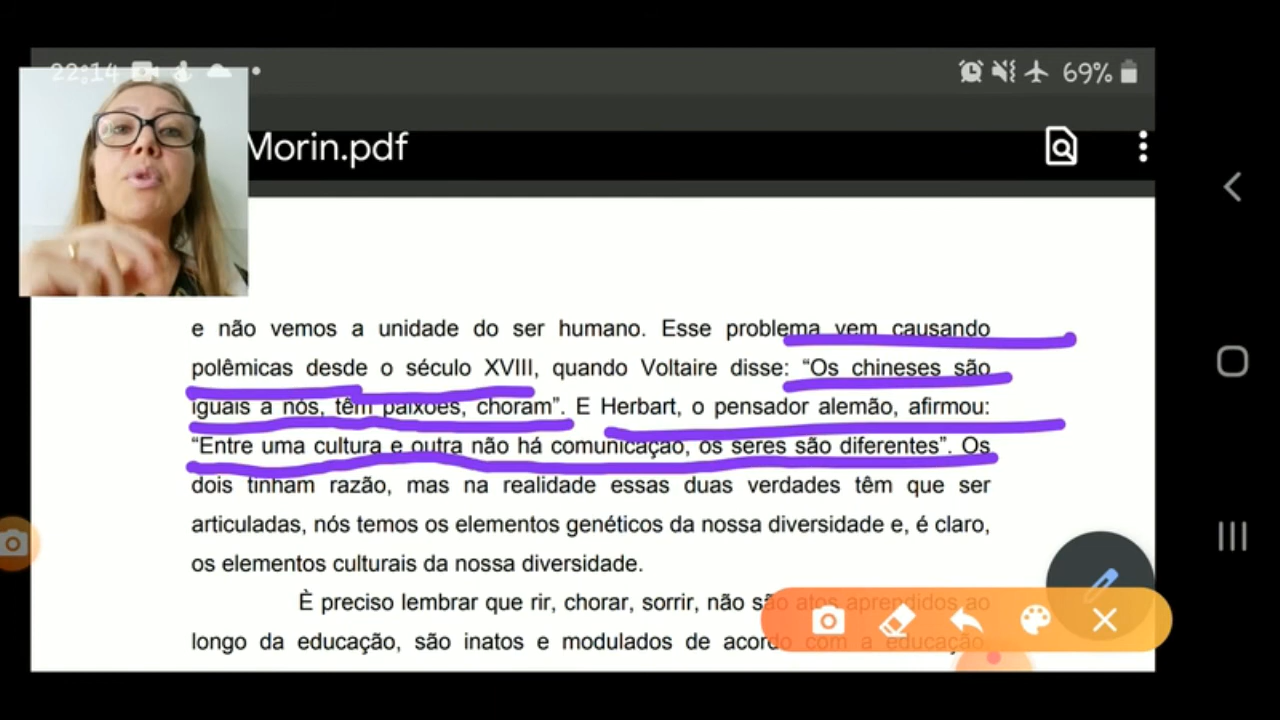 22:14
69%
Morin.pdf
e não vemos a unidade do ser humano. Esse problema vem causando
polêmicas desde o século XVIII, quando Voltaire disse: “Os chineses são
iguais a nós, têm paixões, choram”. E Herbart, o pensador alemão, afirmou:
“Entre uma cultura e outra não há comunicação, os seres são diferentes”. Os
dois tinham razão, mas na realidade essas duas verdades têm que ser
articuladas, nós temos os elementos genéticos da nossa diversidade e, é claro,
os elementos culturais da nossa diversidade.
È preciso lembrar que rir, chorar, sorrir, não são atos aprendidos ao
longo da educação, são inatos e modulados de acordo com a educação.